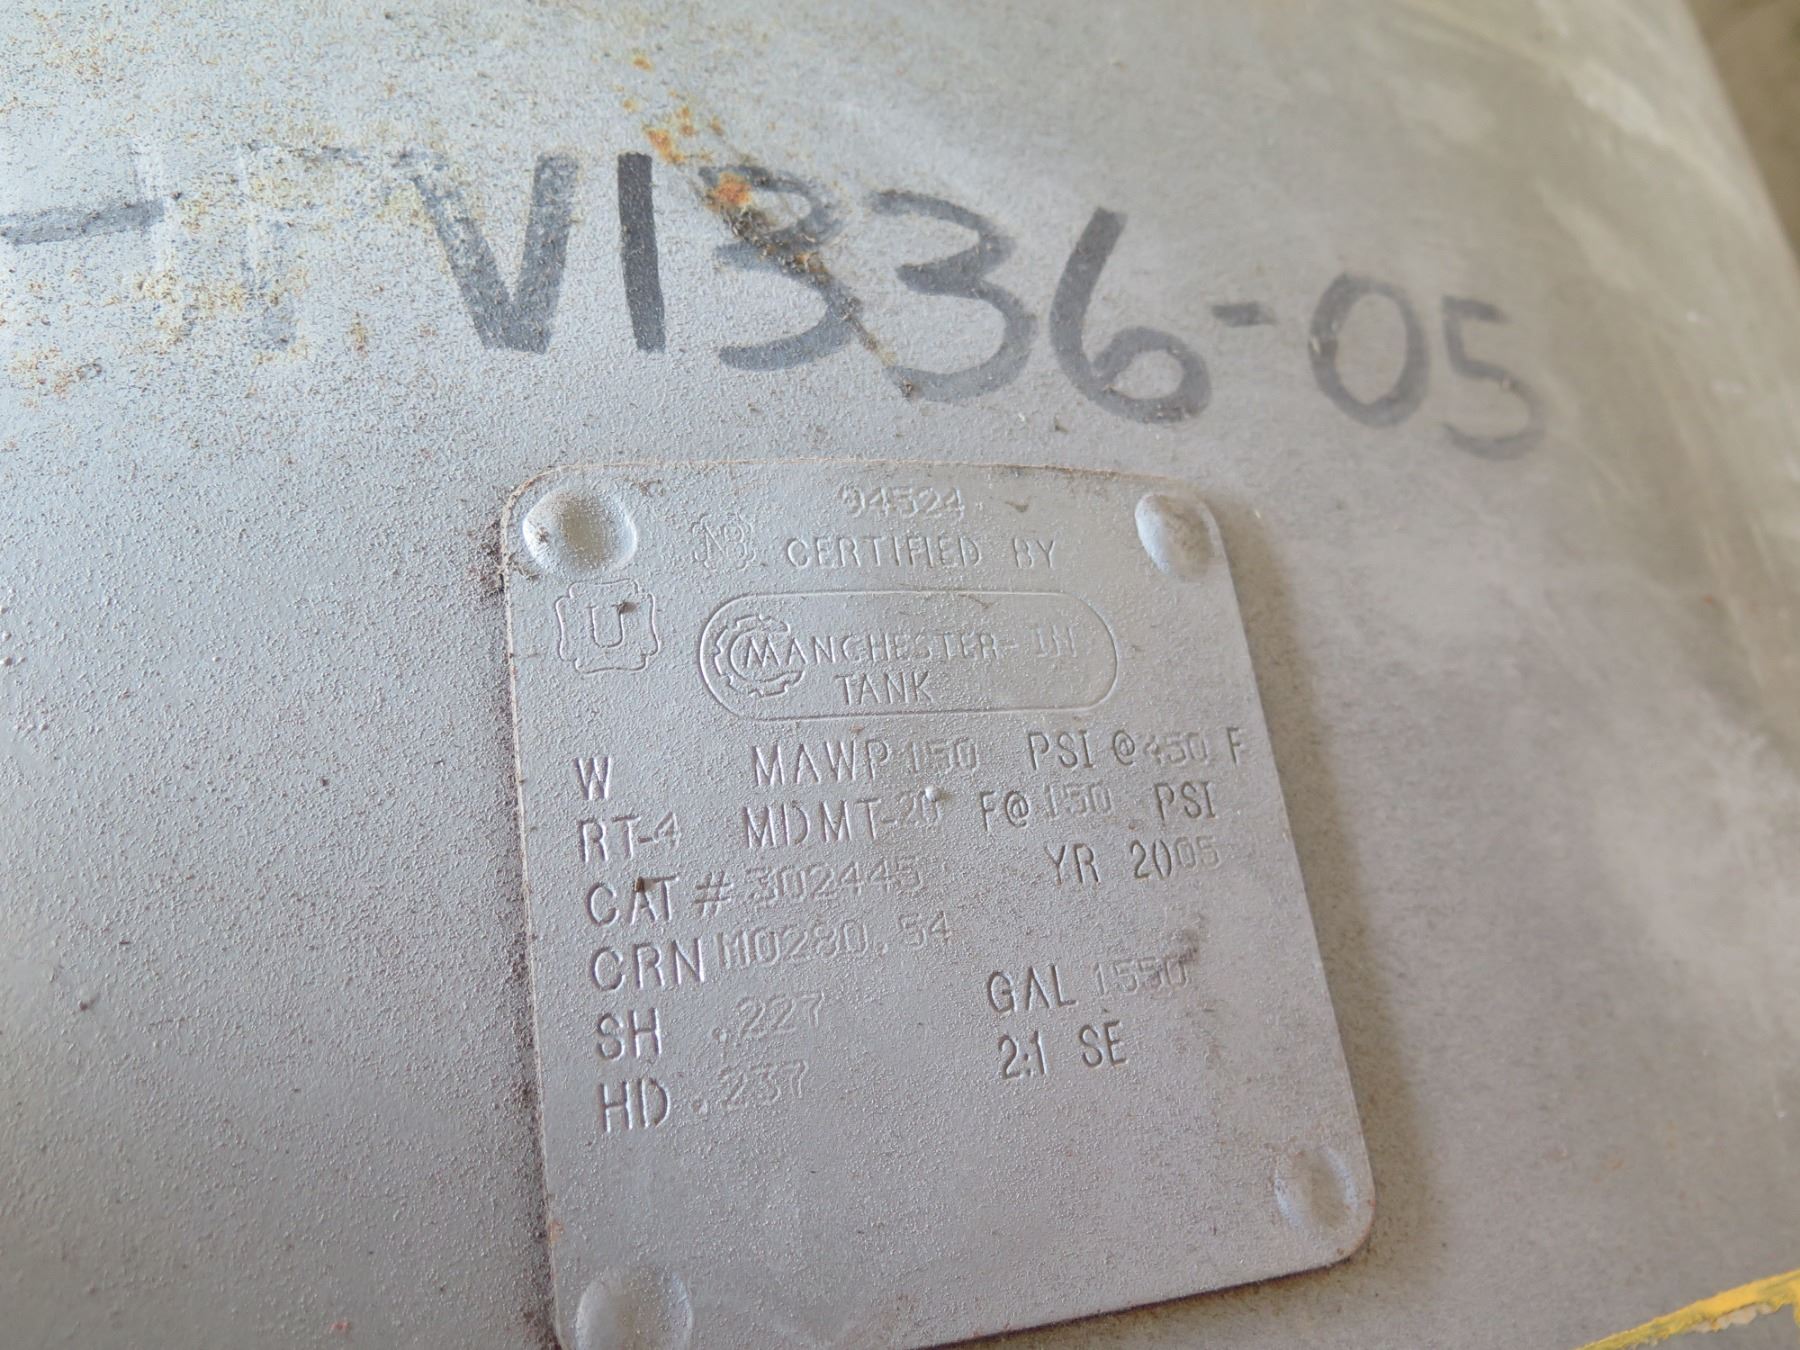 V1336-05
94524
NB CERTIFIED BY
U
MANCHESTER-IN
TANK
W MAWP 150 PSI @ 450 F
RT-4 MDMT-20 F@ 150 PSI
CAT # 302445 YR 2005
CRN M0280.54
SH .227 GAL 1550
HD .237 2:1 SE